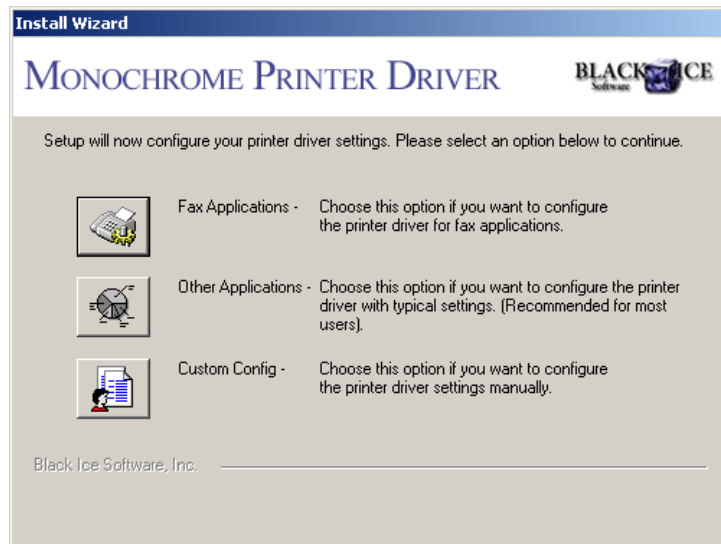 Install Wizard
MONOCHROME PRINTER DRIVER
BLACK ICE
Software
Setup will now configure your printer driver settings. Please select an option below to continue.
Fax Applications - Choose this option if you want to configure
the printer driver for fax applications.
Other Applications - Choose this option if you want to configure the printer
driver with typical settings. (Recommended for most
users).
Custom Config - Choose this option if you want to configure
the printer driver settings manually.
Black Ice Software, Inc.